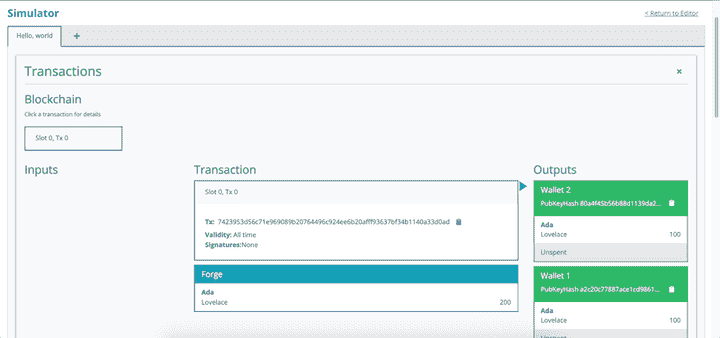 Simulator
< Return to Editor
Hello, world
+
Transactions
Blockchain
Click a transaction for details
Slot 0, Tx 0
Inputs
Transaction
Outputs
Slot 0, Tx 0
Tx: 7423953d56c71e969089b20764496c924ee6b20afff93637bf34b1140a33d0ad
Validity: All time
Signatures:None
Forge
Ada
Lovelace 200
Wallet 2
PubKeyHash 80a4f45b56b88d1139da2...
Ada
Lovelace 100
Unspent
Wallet 1
PubKeyHash a2c20c77887ace1cd9861...
Ada
Lovelace 100
Unspent